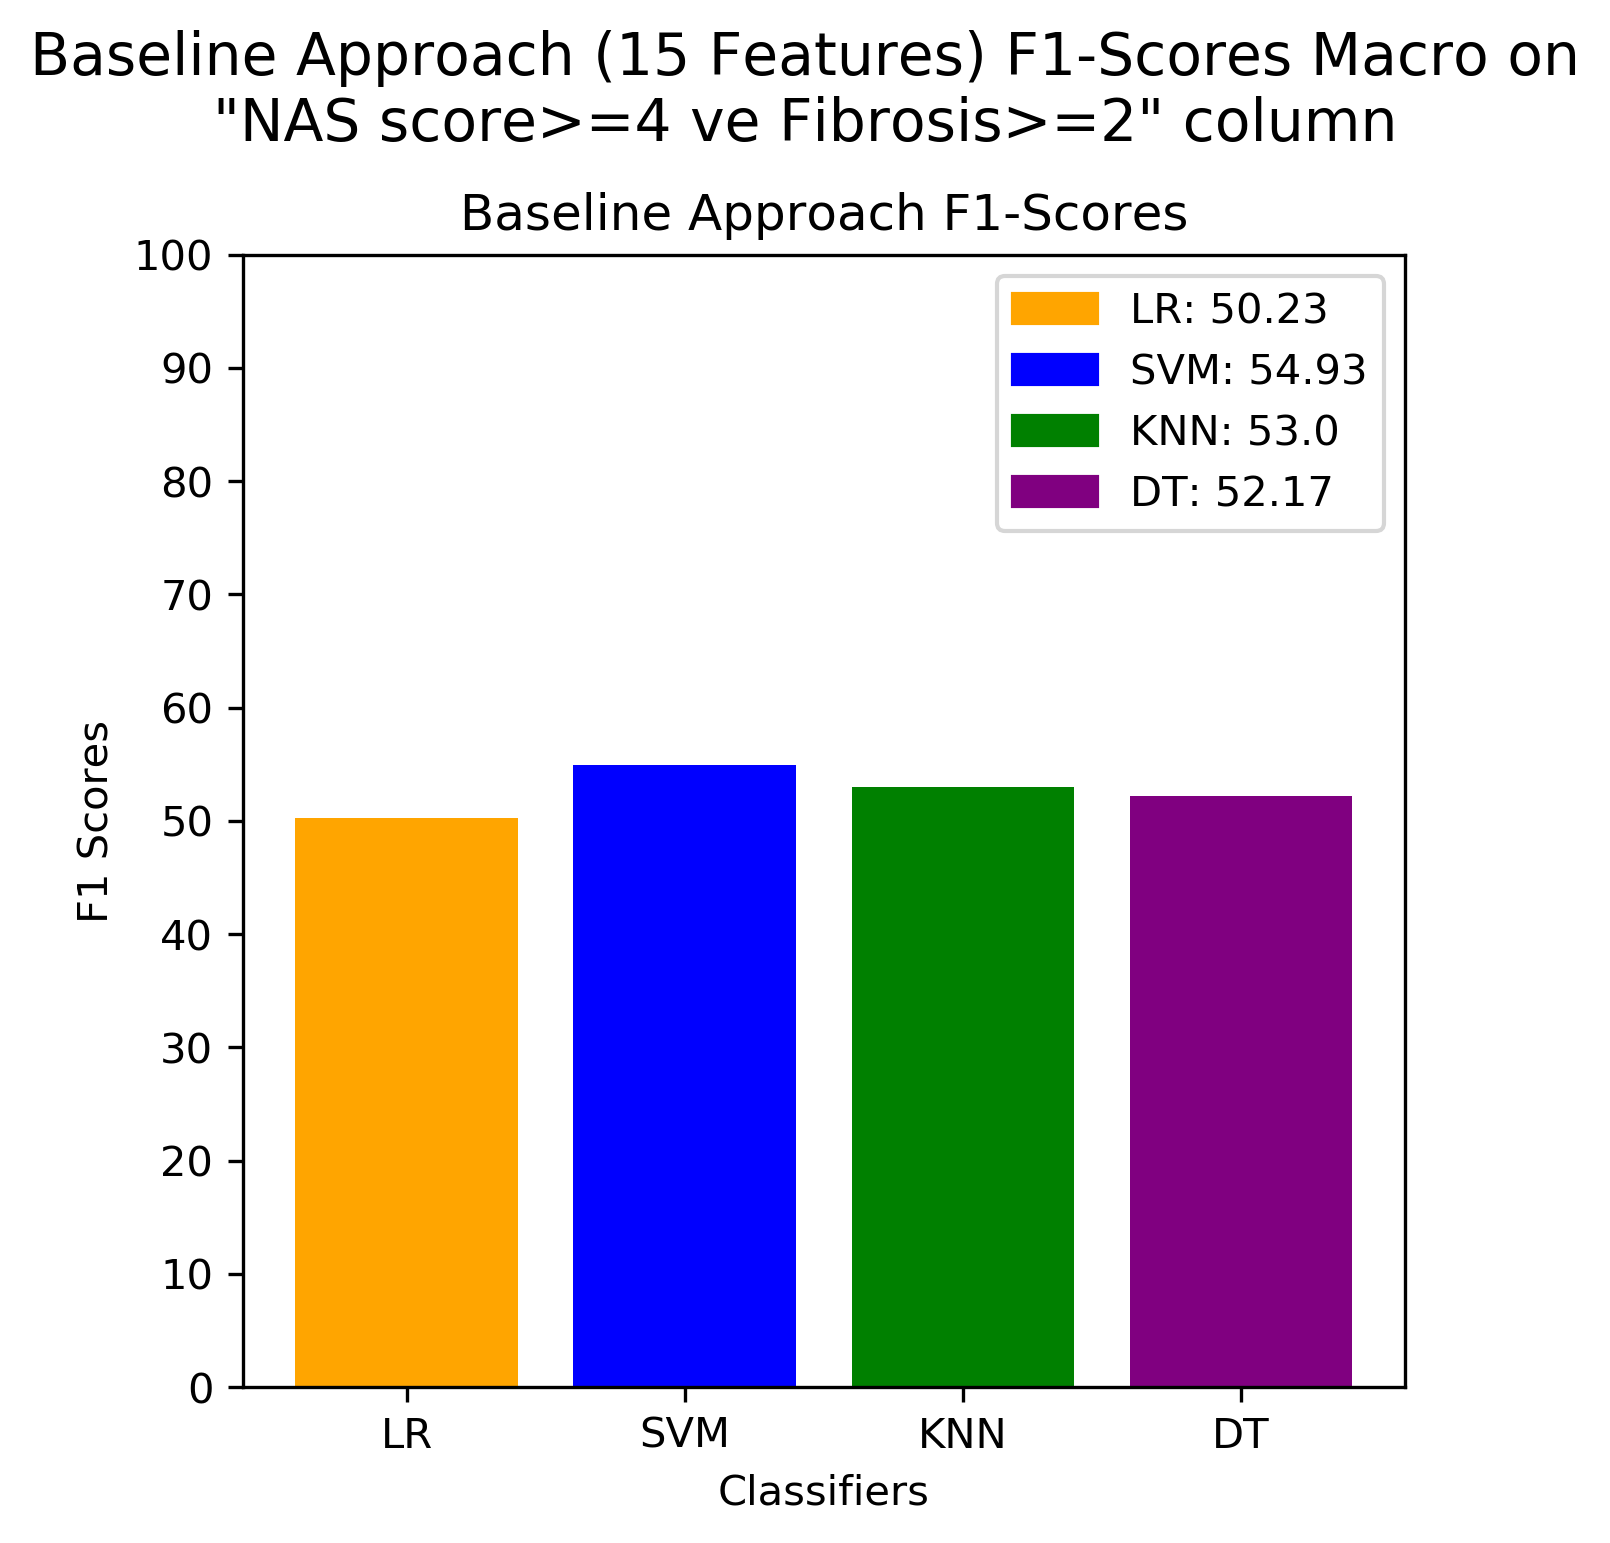 Baseline Approach (15 Features) F1-Scores Macro on
"NAS score>=4 ve Fibrosis>=2" column
Baseline Approach F1-Scores
100
90
80
70
60
50
40
30
20
10
0
F1 Scores
LR: 50.23
SVM: 54.93
KNN: 53.0
DT: 52.17
LR SVM KNN DT
Classifiers